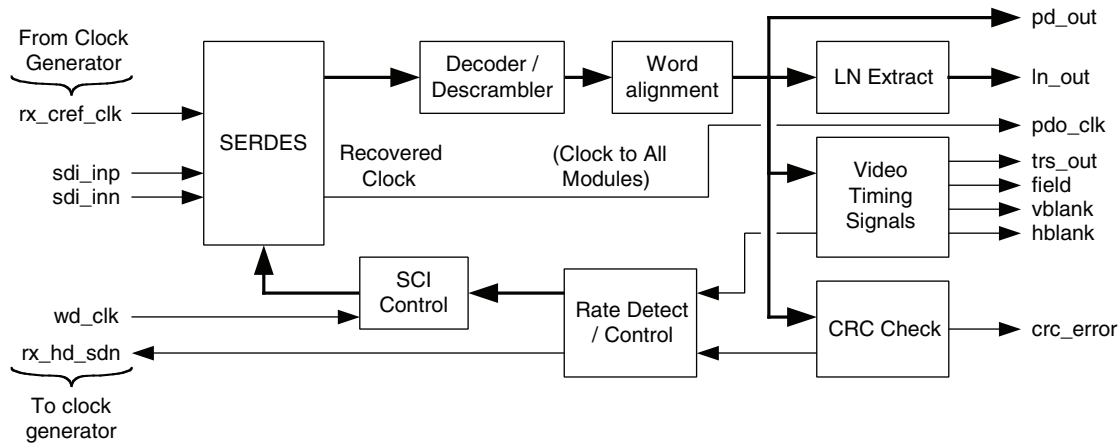 From Clock
Generator
rx_cref_clk
sdi_inp
sdi_inn
wd_clk
rx_hd_sdn
To clock
generator
SERDES
Decoder /
Descrambler
Word
alignment
LN Extract
Recovered
Clock
(Clock to All
Modules)
Video
Timing
Signals
SCI
Control
Rate Detect
/ Control
CRC Check
pd_out
ln_out
pdo_clk
trs_out
field
vblank
hblank
crc_error